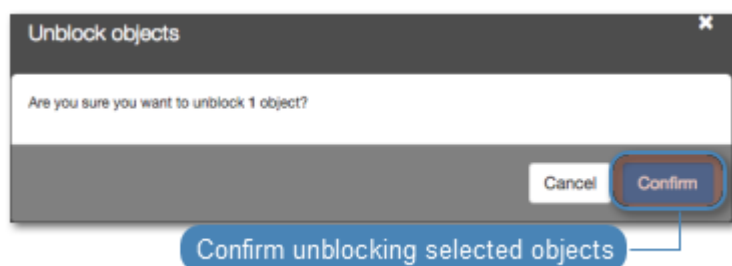 Unblock objects
Are you sure you want to unblock 1 object?
Cancel Confirm
Confirm unblocking selected objects